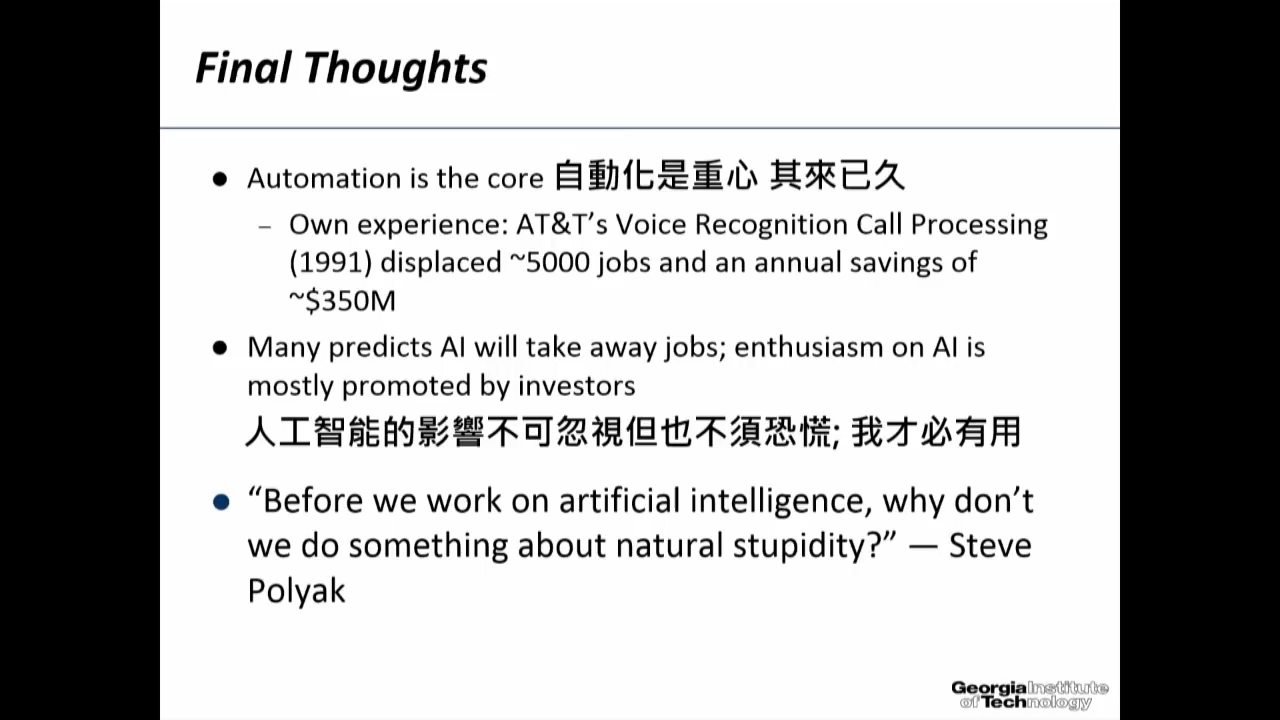 Final Thoughts
● Automation is the core 自動化是重心 其來已久
– Own experience: AT&T’s Voice Recognition Call Processing
(1991) displaced ~5000 jobs and an annual savings of
~$350M
● Many predicts AI will take away jobs; enthusiasm on AI is
mostly promoted by investors
人工智能的影響不可忽視但也不須恐慌; 我才必有用
● “Before we work on artificial intelligence, why don’t
we do something about natural stupidity?” — Steve
Polyak
Georgia Institute
of Technology